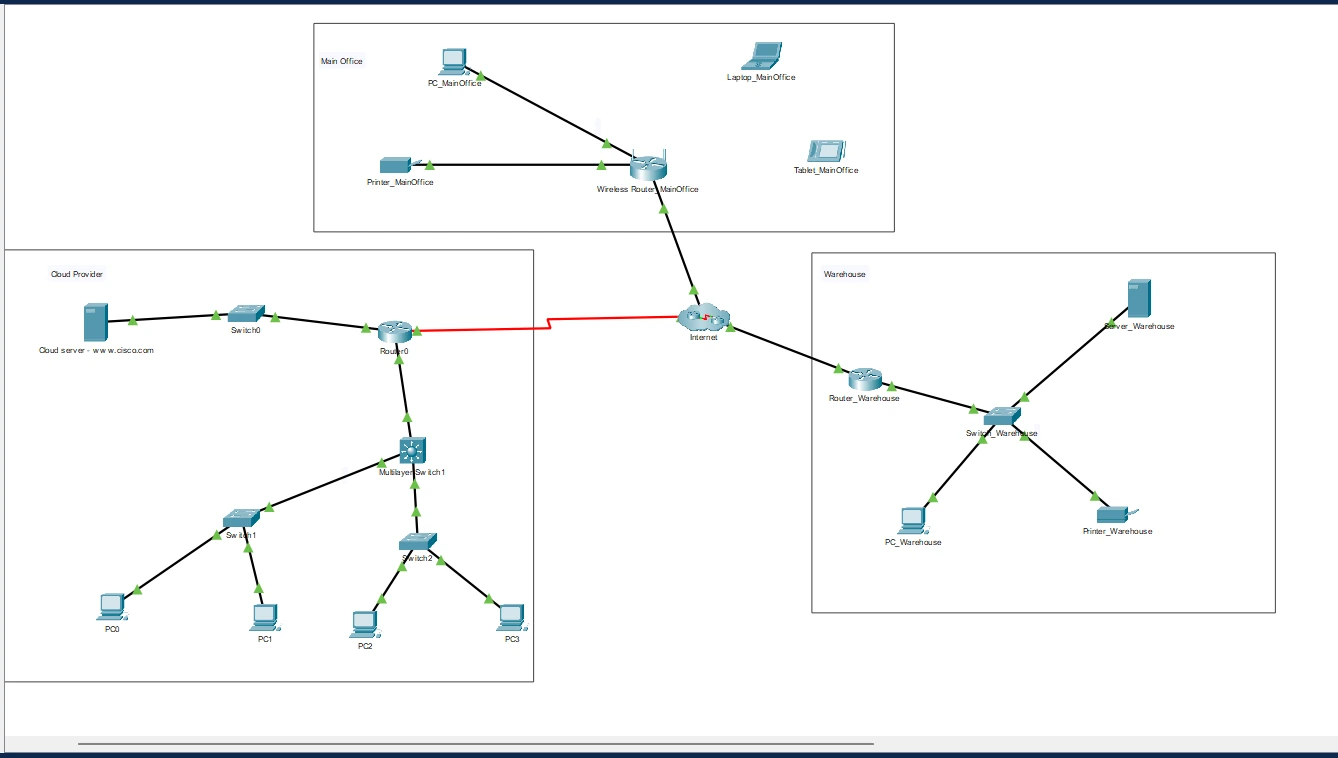 Main Office
PC_MainOffice
Laptop_MainOffice
Printer_MainOffice
Wireless Router_MainOffice
Tablet_MainOffice
Cloud Provider
Cloud server - www.cisco.com
Switch0
Router0
Internet
Multilayer Switch1
Switch1
Switch2
PC0
PC1
PC2
PC3
Warehouse
Server_Warehouse
Router_Warehouse
Switch_Warehouse
PC_Warehouse
Printer_Warehouse